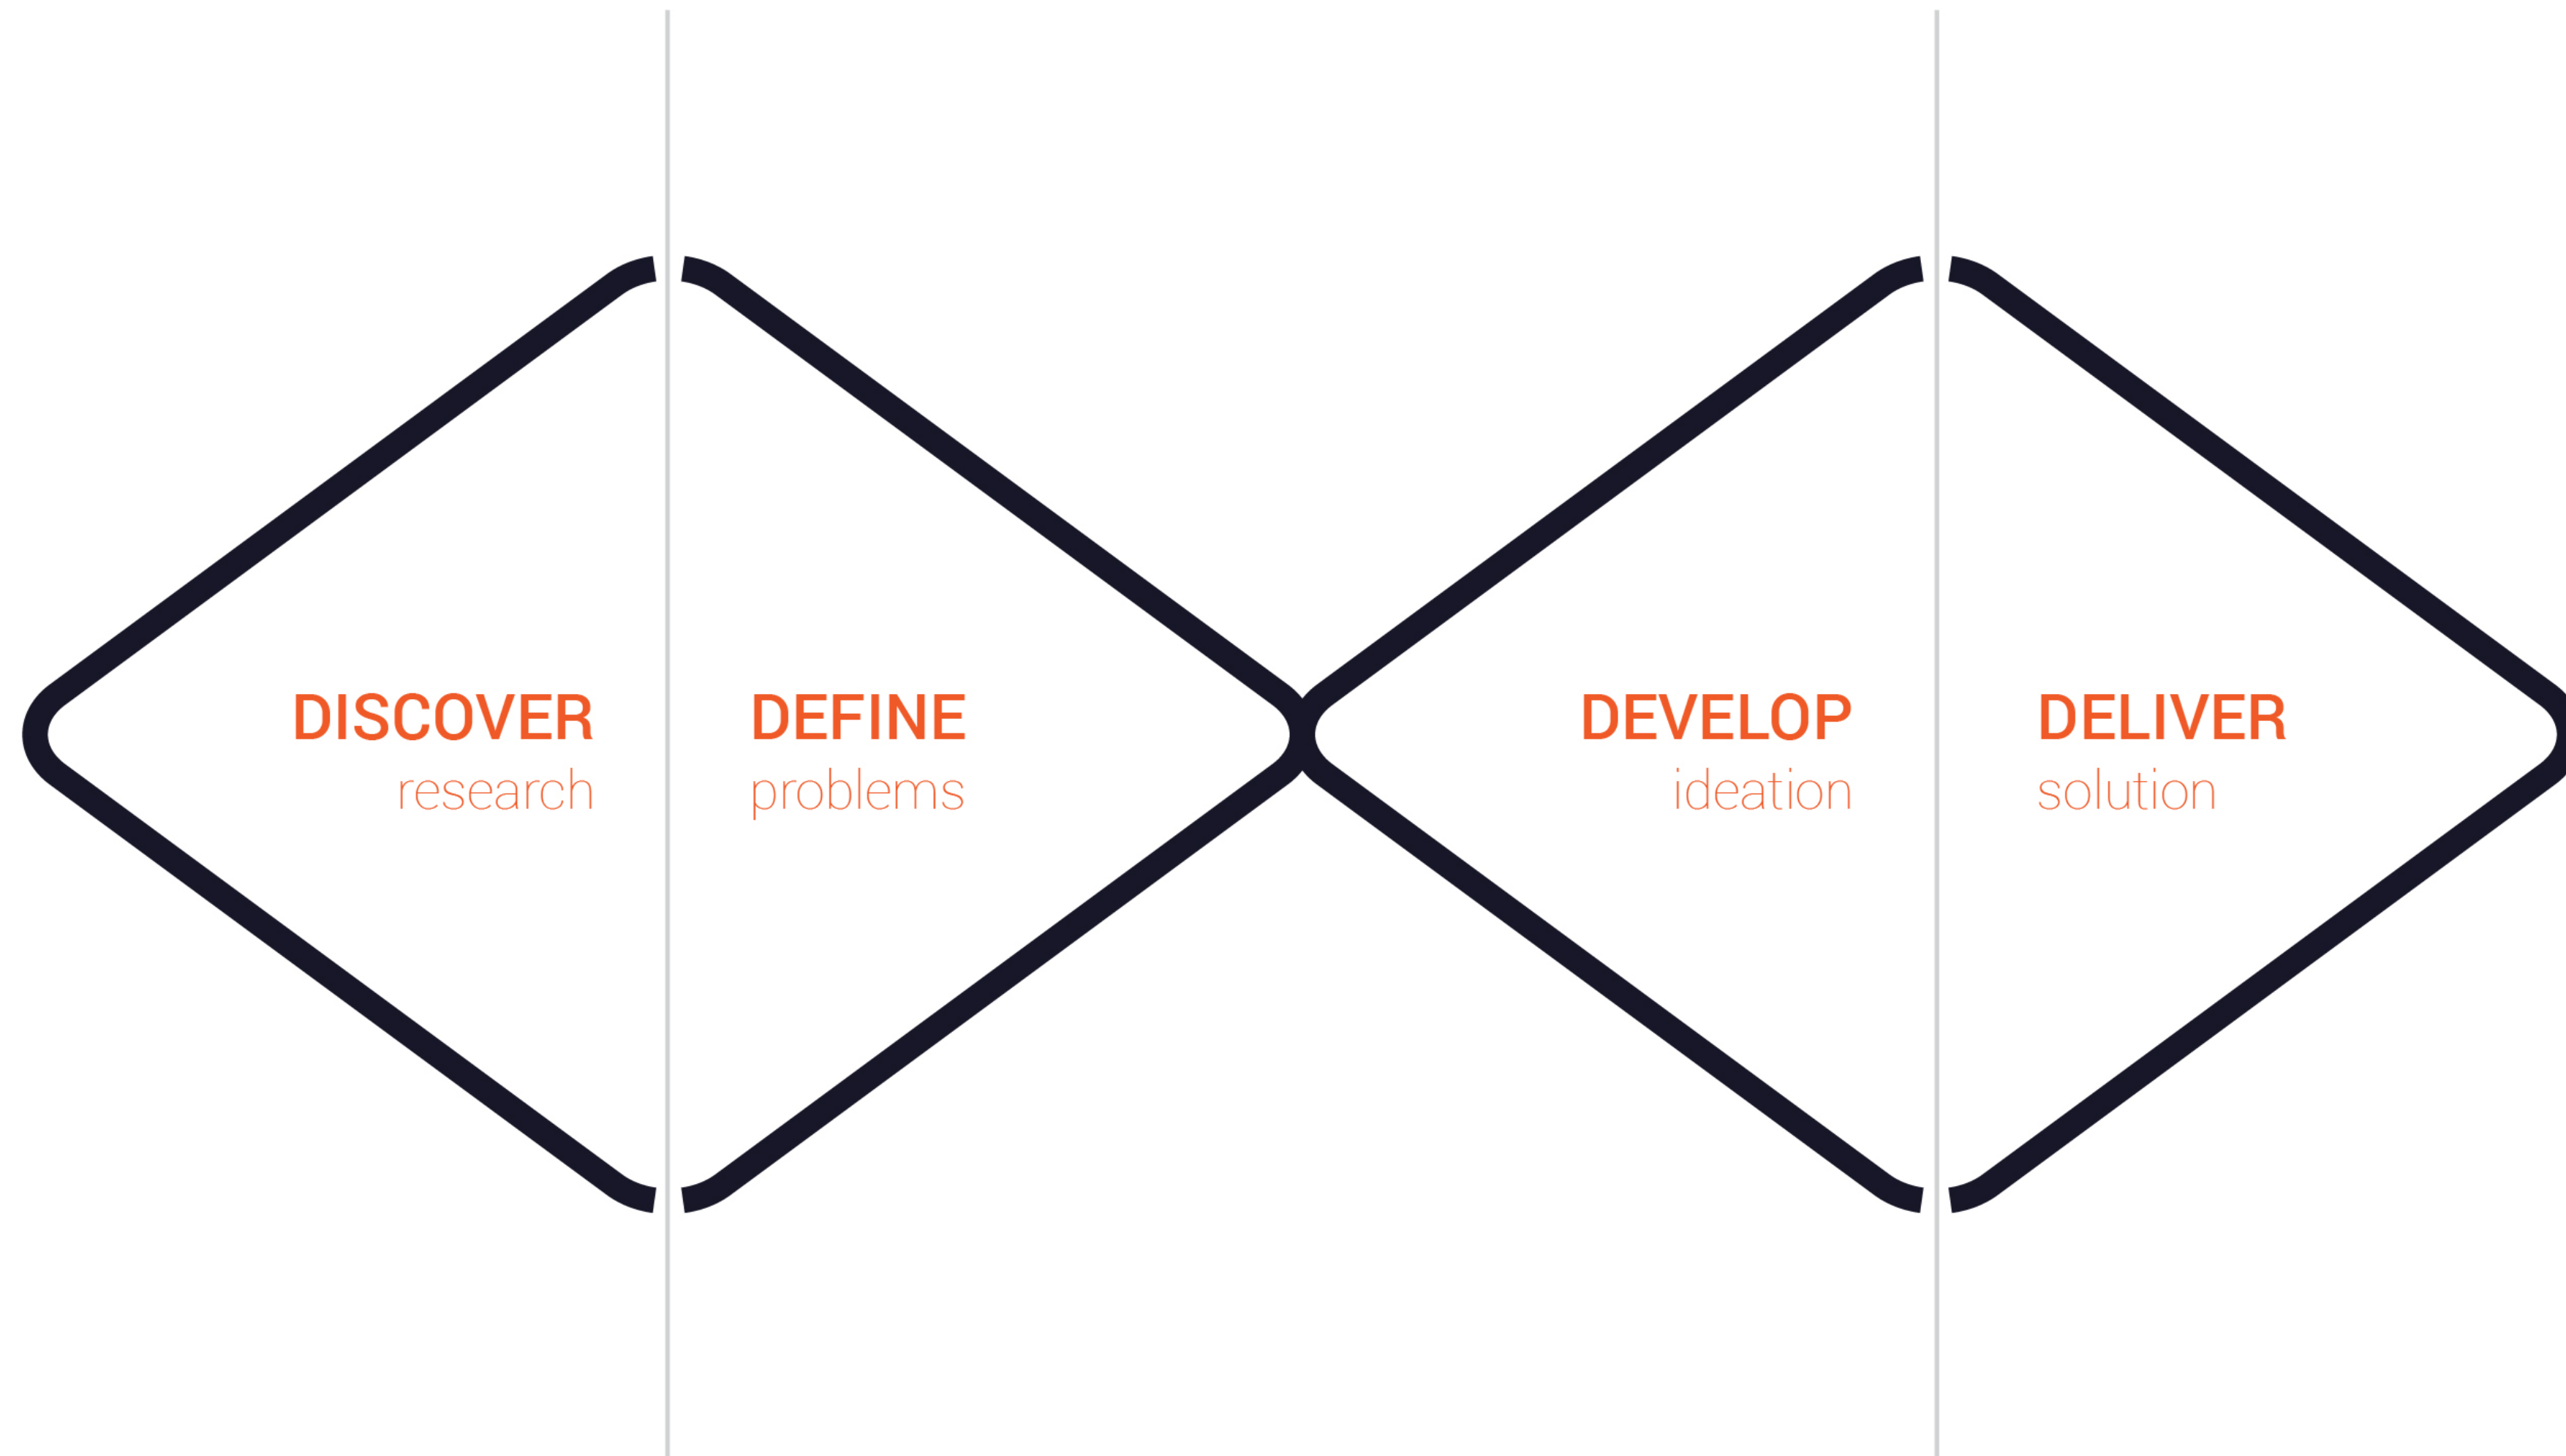 DISCOVER
research
DEFINE
problems
DEVELOP
ideation
DELIVER
solution